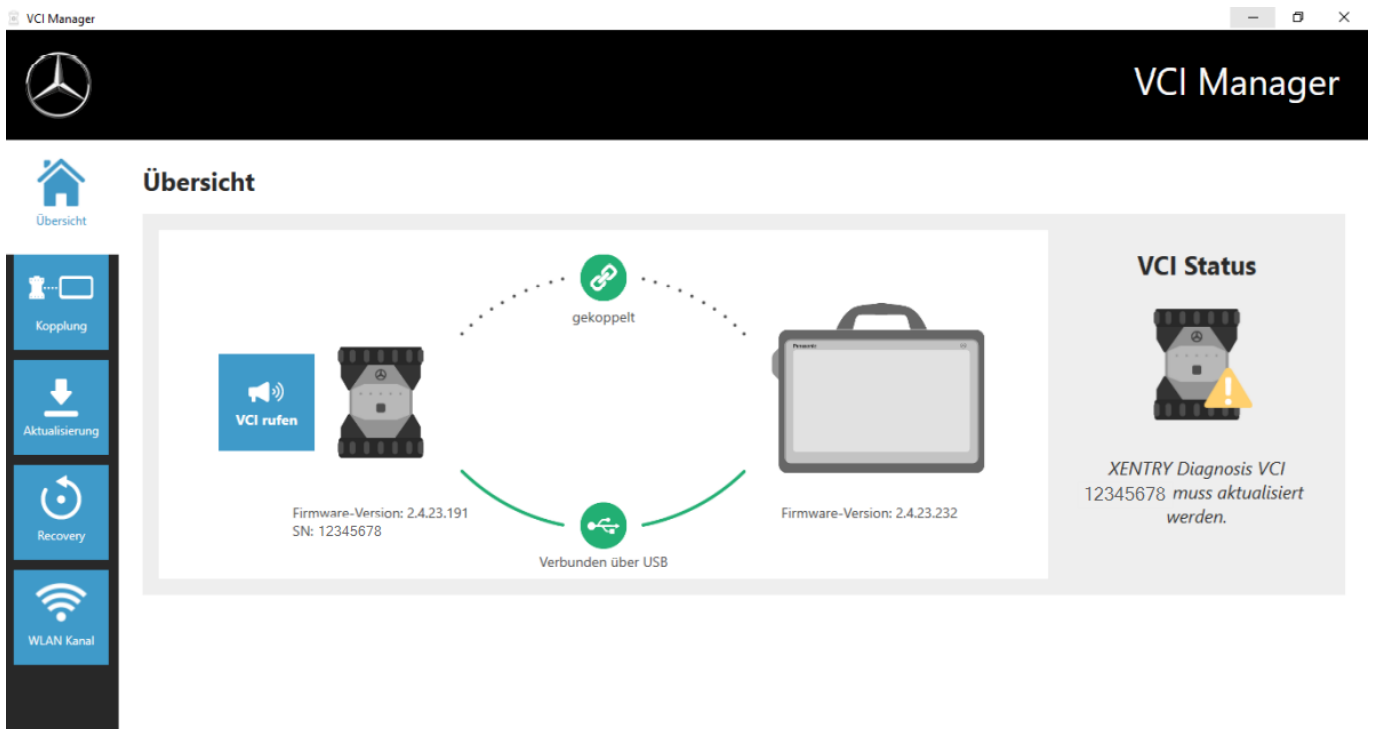 VCI Manager
VCI Manager
Übersicht
Kopplung
Aktualisierung
Recovery
WLAN Kanal
Übersicht
gekoppelt
VCI rufen
Panasonic
Firmware-Version: 2.4.23.191
SN: 12345678
Firmware-Version: 2.4.23.232
Verbunden über USB
VCI Status
XENTRY Diagnosis VCI
12345678 muss aktualisiert
werden.